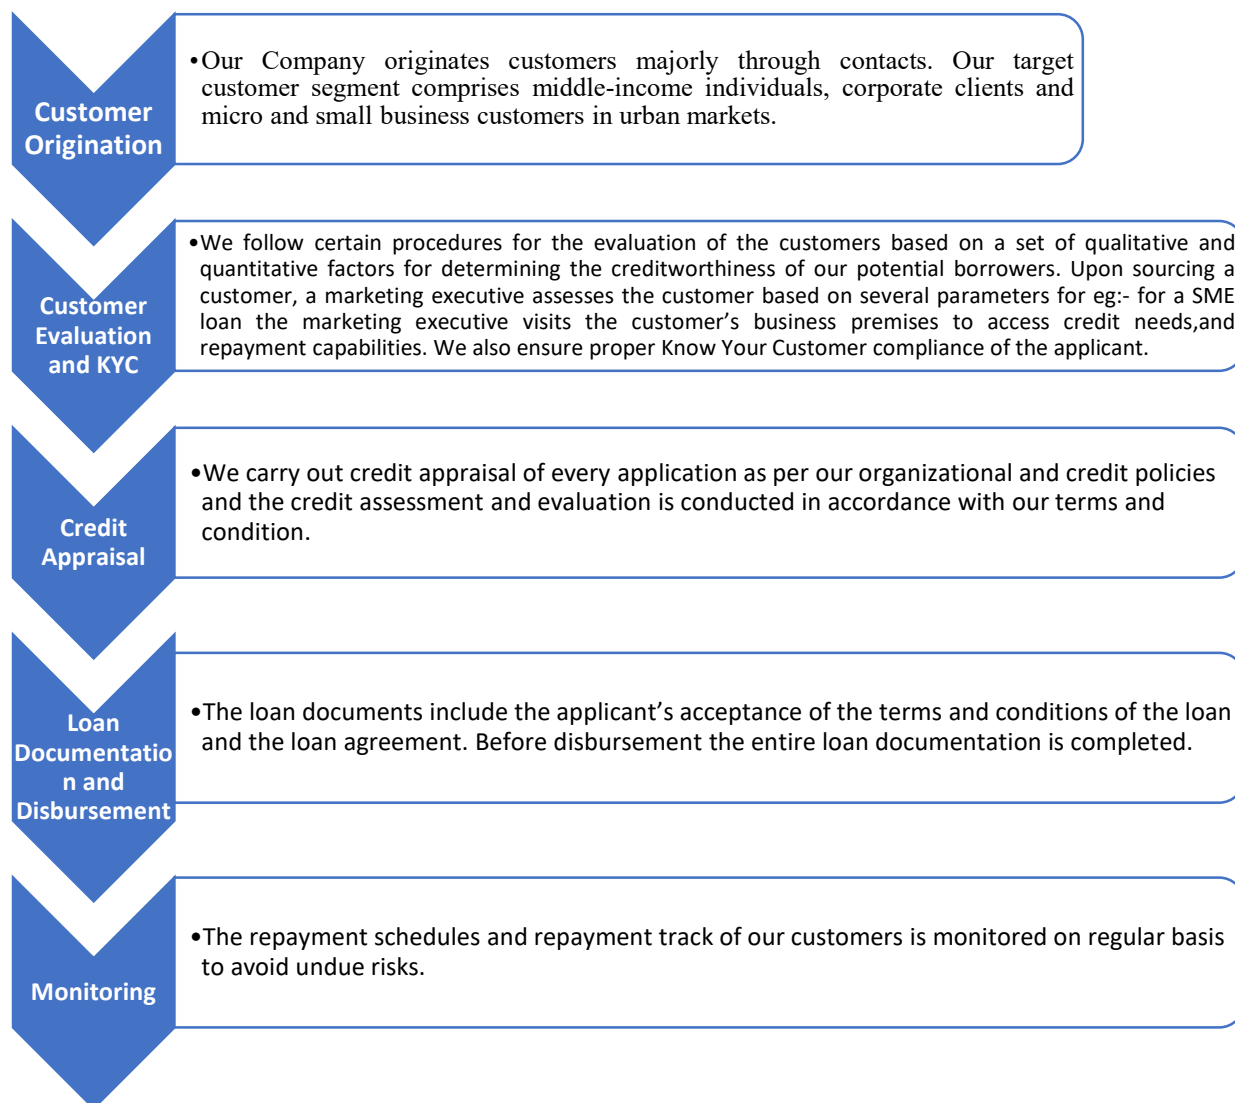 Customer
Origination
•Our Company originates customers majorly through contacts. Our target
customer segment comprises middle-income individuals, corporate clients and
micro and small business customers in urban markets.
Customer
Evaluation
and KYC
•We follow certain procedures for the evaluation of the customers based on a set of qualitative and
quantitative factors for determining the creditworthiness of our potential borrowers. Upon sourcing a
customer, a marketing executive assesses the customer based on several parameters for eg:- for a SME
loan the marketing executive visits the customer’s business premises to access credit needs,and
repayment capabilities. We also ensure proper Know Your Customer compliance of the applicant.
Credit
Appraisal
•We carry out credit appraisal of every application as per our organizational and credit policies
and the credit assessment and evaluation is conducted in accordance with our terms and
condition.
Loan
Documentatio
n and
Disbursement
•The loan documents include the applicant’s acceptance of the terms and conditions of the loan
and the loan agreement. Before disbursement the entire loan documentation is completed.
Monitoring
•The repayment schedules and repayment track of our customers is monitored on regular basis
to avoid undue risks.